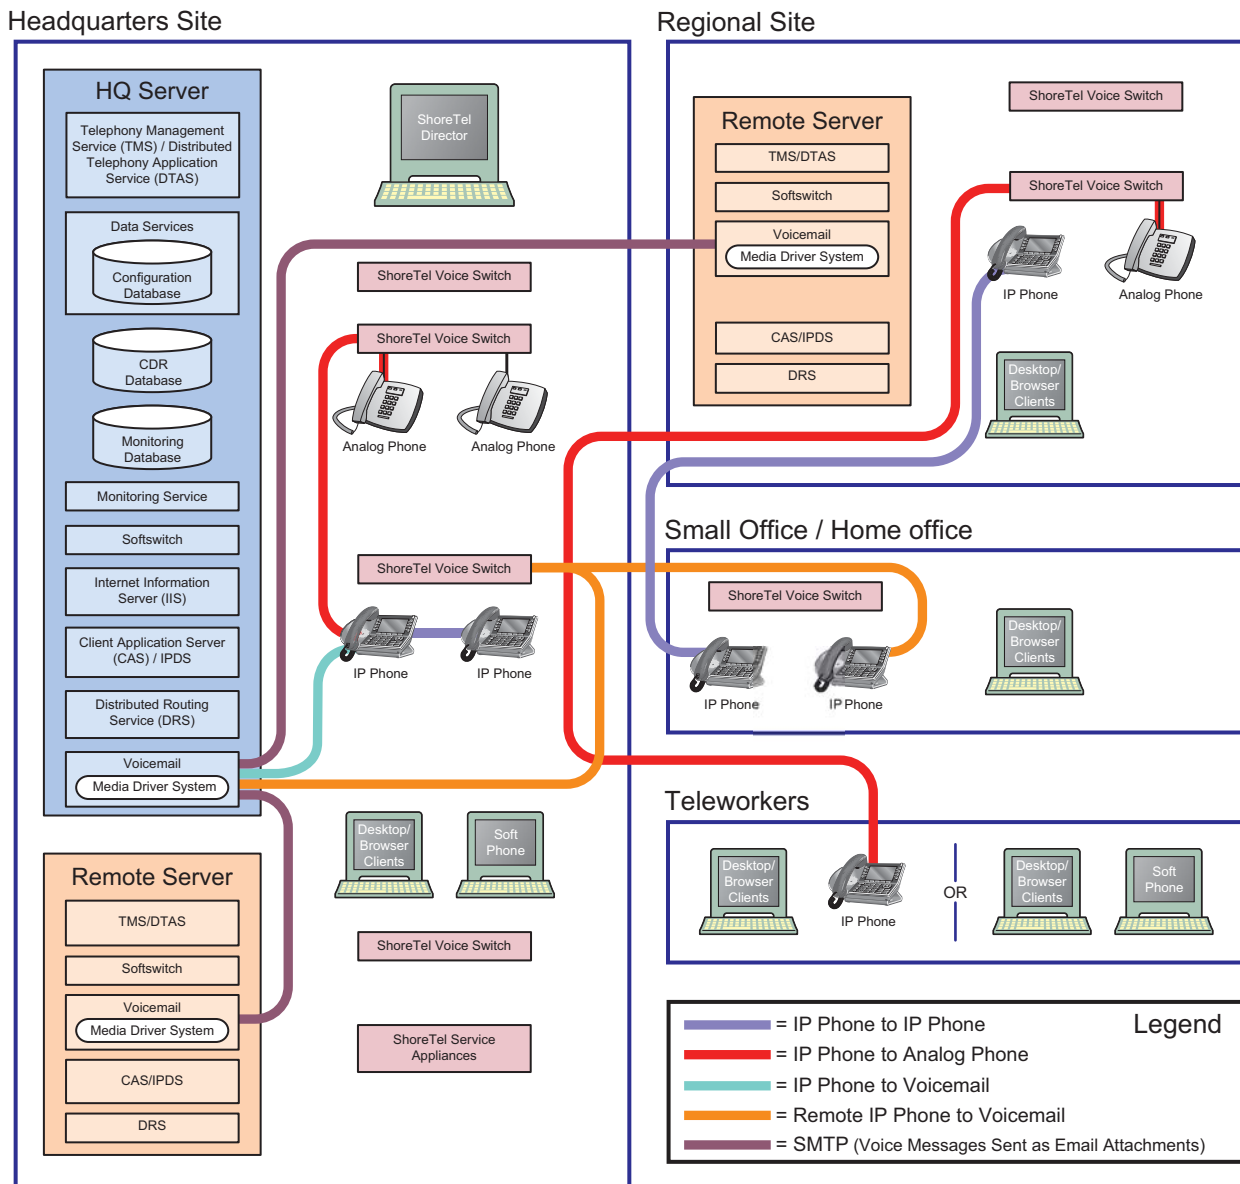 Headquarters Site
HQ Server
Telephony Management
Service (TMS) / Distributed
Telephony Application
Service (DTAS)
Data Services
Configuration
Database
CDR
Database
Monitoring
Database
Monitoring Service
Softswitch
Internet Information
Server (IIS)
Client Application Server
(CAS) / IPDS
Distributed Routing
Service (DRS)
Voicemail
Media Driver System
Remote Server
TMS/DTAS
Softswitch
Voicemail
Media Driver System
CAS/IPDS
DRS
ShoreTel
Director
ShoreTel Voice Switch
ShoreTel Voice Switch
Analog Phone
Analog Phone
ShoreTel Voice Switch
IP Phone
IP Phone
Desktop/
Browser
Clients
Soft
Phone
ShoreTel Voice Switch
ShoreTel Service
Appliances
Regional Site
Remote Server
TMS/DTAS
Softswitch
Voicemail
Media Driver System
CAS/IPDS
DRS
ShoreTel Voice Switch
ShoreTel Voice Switch
IP Phone
Analog Phone
Desktop/
Browser
Clients
Small Office / Home office
ShoreTel Voice Switch
IP Phone
IP Phone
Desktop/
Browser
Clients
Teleworkers
Desktop/
Browser
Clients
IP Phone
OR
Desktop/
Browser
Clients
Soft
Phone
Legend
= IP Phone to IP Phone
= IP Phone to Analog Phone
= IP Phone to Voicemail
= Remote IP Phone to Voicemail
= SMTP (Voice Messages Sent as Email Attachments)